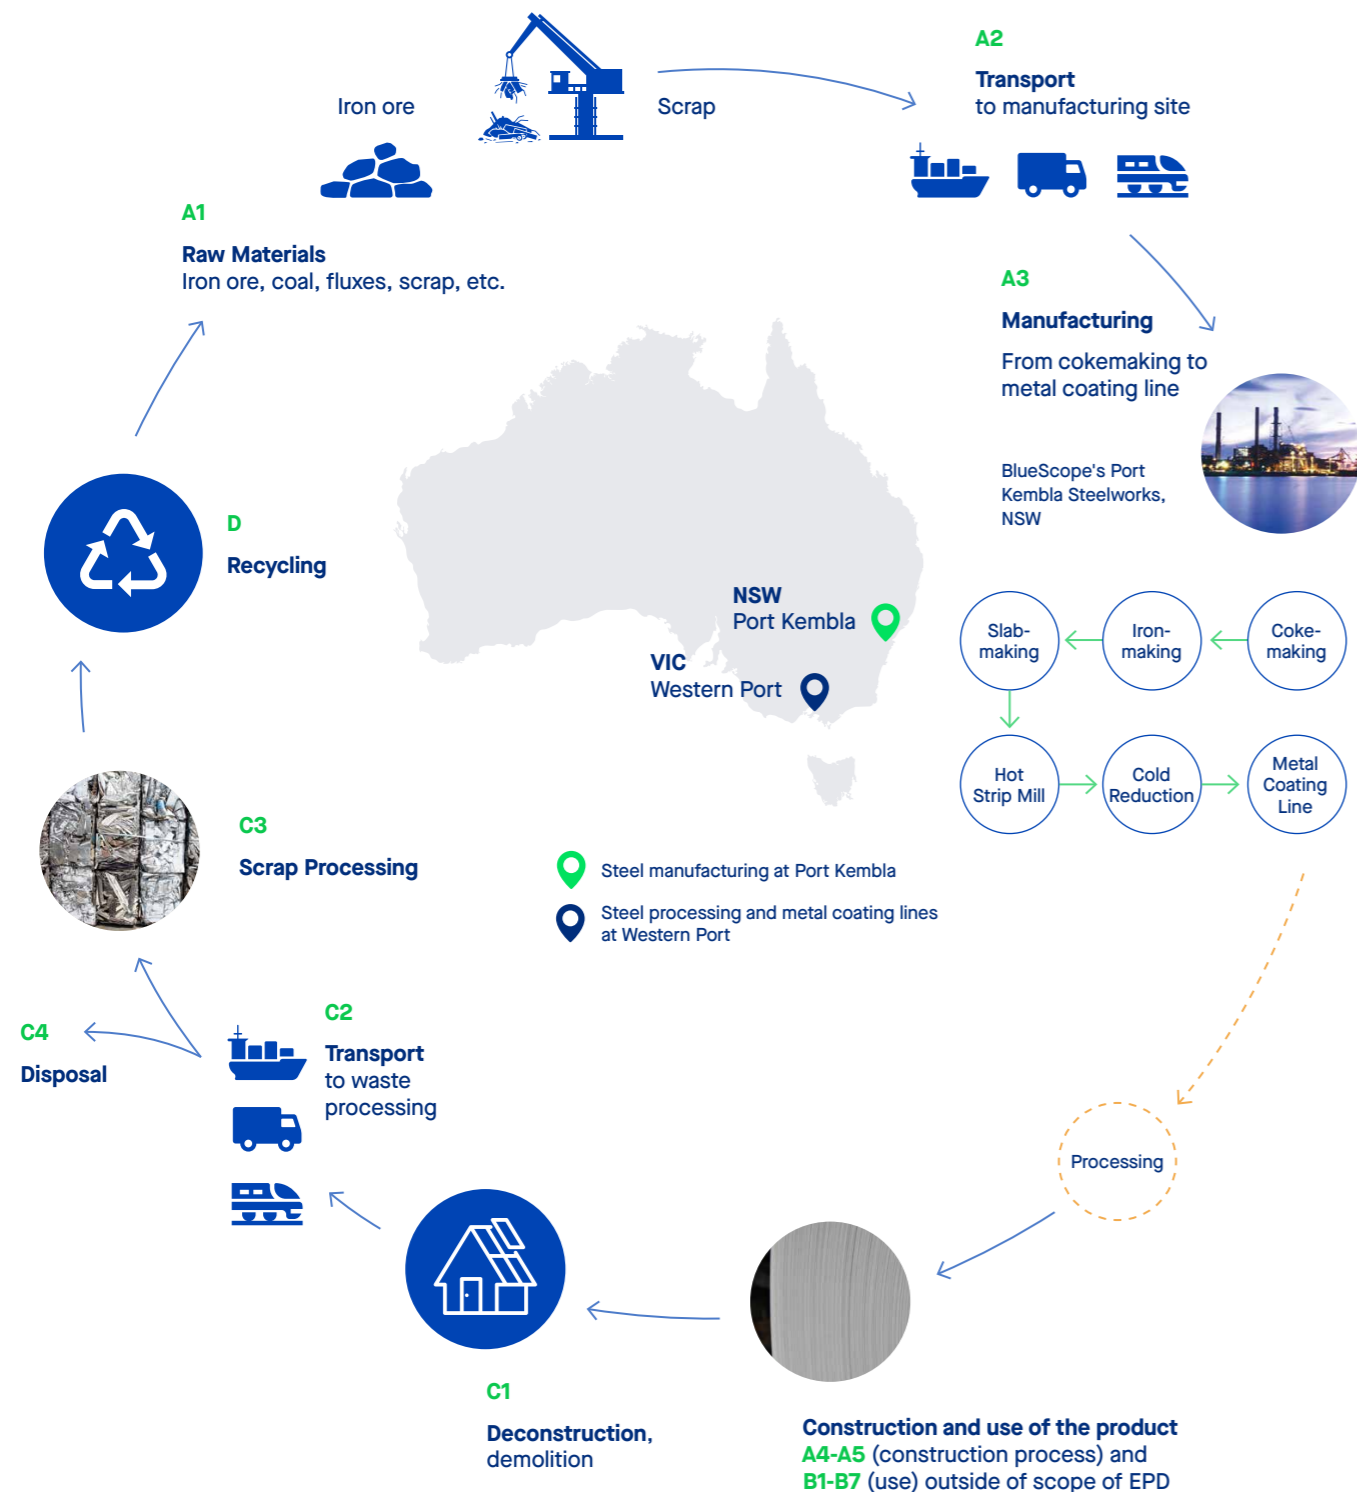 Iron ore
Scrap
A1
Raw Materials
Iron ore, coal, fluxes, scrap, etc.
A2
Transport
to manufacturing site
A3
Manufacturing
From cokemaking to
metal coating line
BlueScope's Port
Kembla Steelworks,
NSW
Coke-
making
Iron-
making
Slab-
making
Hot
Strip Mill
Cold
Reduction
Metal
Coating
Line
Processing
Construction and use of the product
A4-A5 (construction process) and
B1-B7 (use) outside of scope of EPD
C1
Deconstruction,
demolition
C2
Transport
to waste
processing
C4
Disposal
C3
Scrap Processing
D
Recycling
NSW
Port Kembla
VIC
Western Port
Steel manufacturing at Port Kembla
Steel processing and metal coating lines
at Western Port